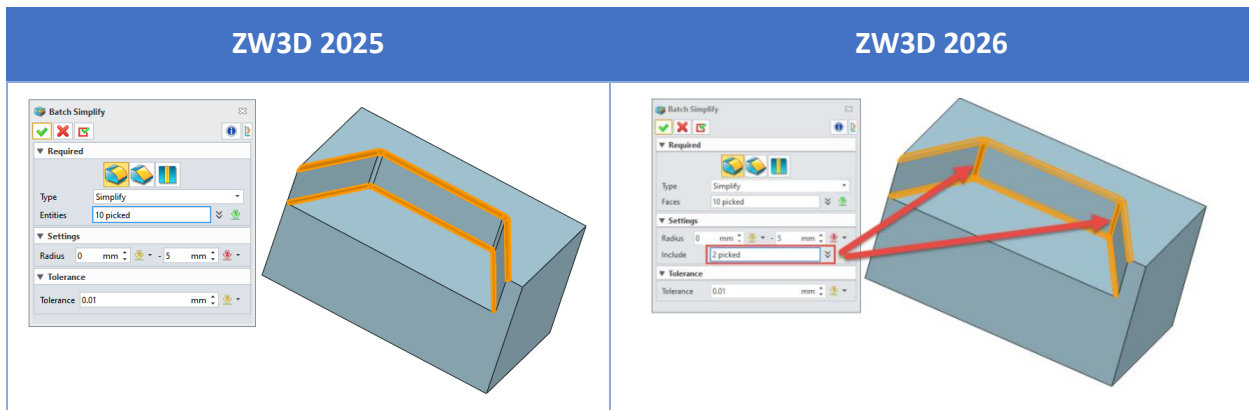 ZW3D 2025
ZW3D 2026
Batch Simplify
Required
Type Simplify
Entities 10 picked
Settings
Radius 0 mm - 5 mm
Tolerance
Tolerance 0.01 mm
Batch Simplify
Required
Type Simplify
Faces 10 picked
Settings
Radius 0 mm - 5 mm
Include 2 picked
Tolerance
Tolerance 0.01 mm